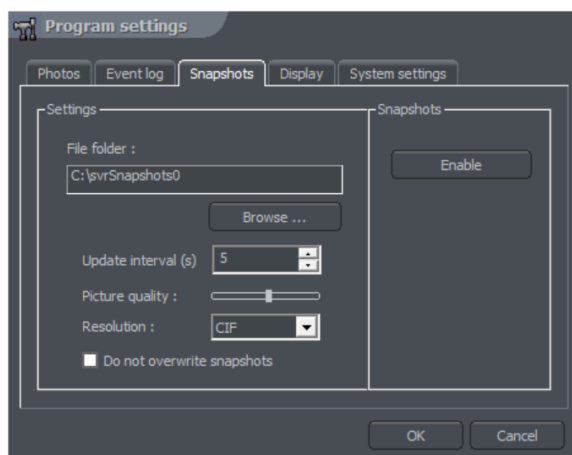 Program settings
Photos
Event log
Snapshots
Display
System settings
Settings
File folder :
C:\svrSnapshots0
Browse ...
Update interval (s)
5
Picture quality :
Resolution :
CIF
Do not overwrite snapshots
Snapshots
Enable
OK
Cancel